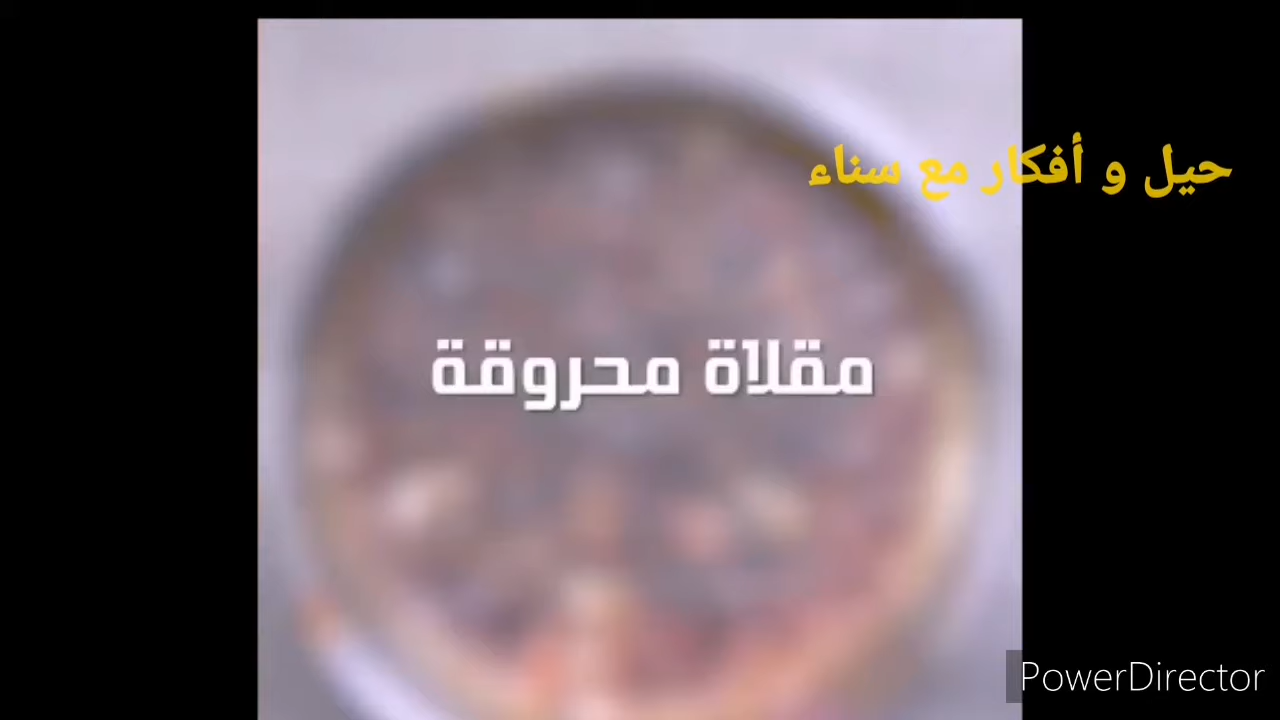 حيل و أفكار مع سناء
مقلاة محروقة
PowerDirector